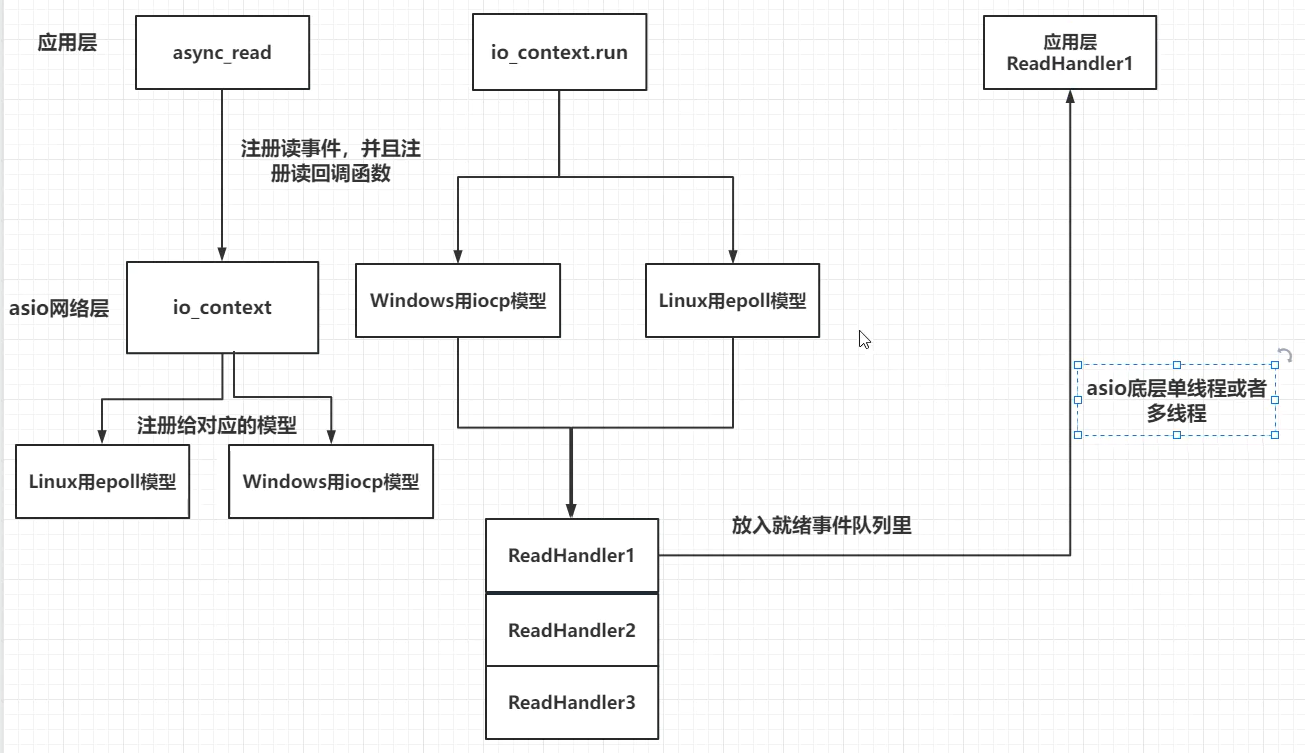 应用层
async_read
io_context.run
应用层
ReadHandler1
注册读事件，并且注
册读回调函数
asio网络层
io_context
Windows用iocp模型
Linux用epoll模型
asio底层单线程或者
多线程
注册给对应的模型
Linux用epoll模型
Windows用iocp模型
放入就绪事件队列里
ReadHandler1
ReadHandler2
ReadHandler3